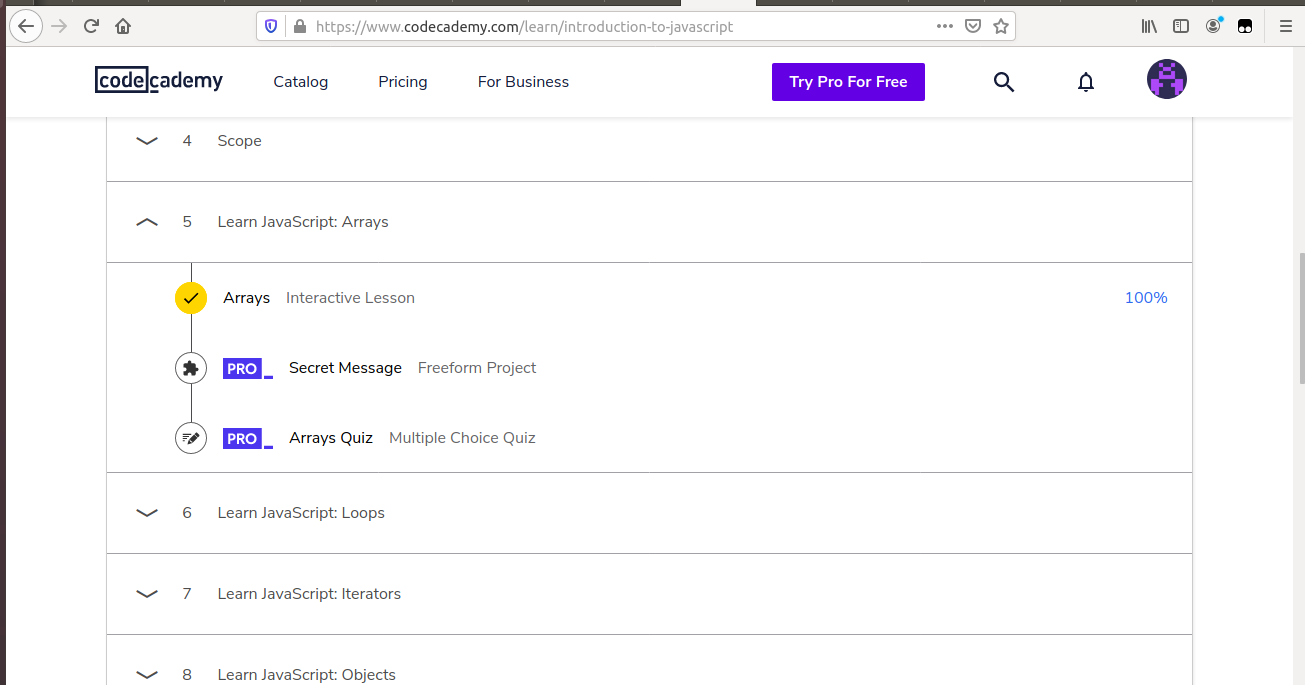 https://www.codecademy.com/learn/introduction-to-javascript
codecademy Catalog Pricing For Business Try Pro For Free
4 Scope
5 Learn JavaScript: Arrays
Arrays Interactive Lesson 100%
PRO Secret Message Freeform Project
PRO Arrays Quiz Multiple Choice Quiz
6 Learn JavaScript: Loops
7 Learn JavaScript: Iterators
8 Learn JavaScript: Objects